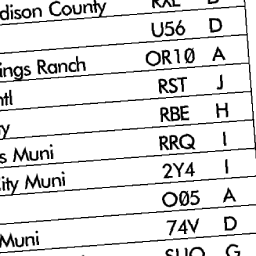 dison County RXE
U56 D
ings Ranch OR10 A
ntl RST J
y RBE H
s Muni RRQ I
ity Muni 2Y4 I
O05 A
74V D
Muni SUO G